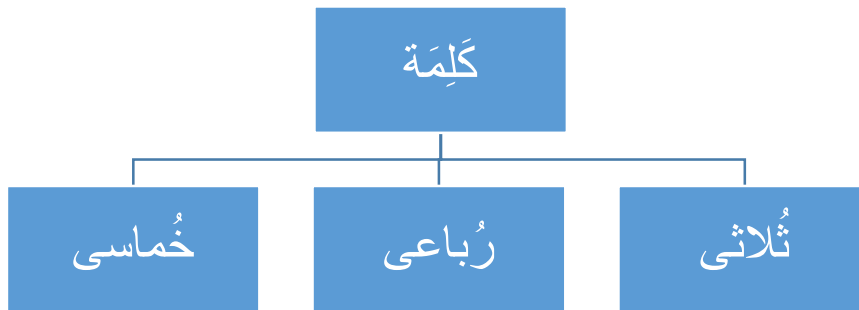 كَلِمَة
ثُلاثی
رُباعی
خُماسی